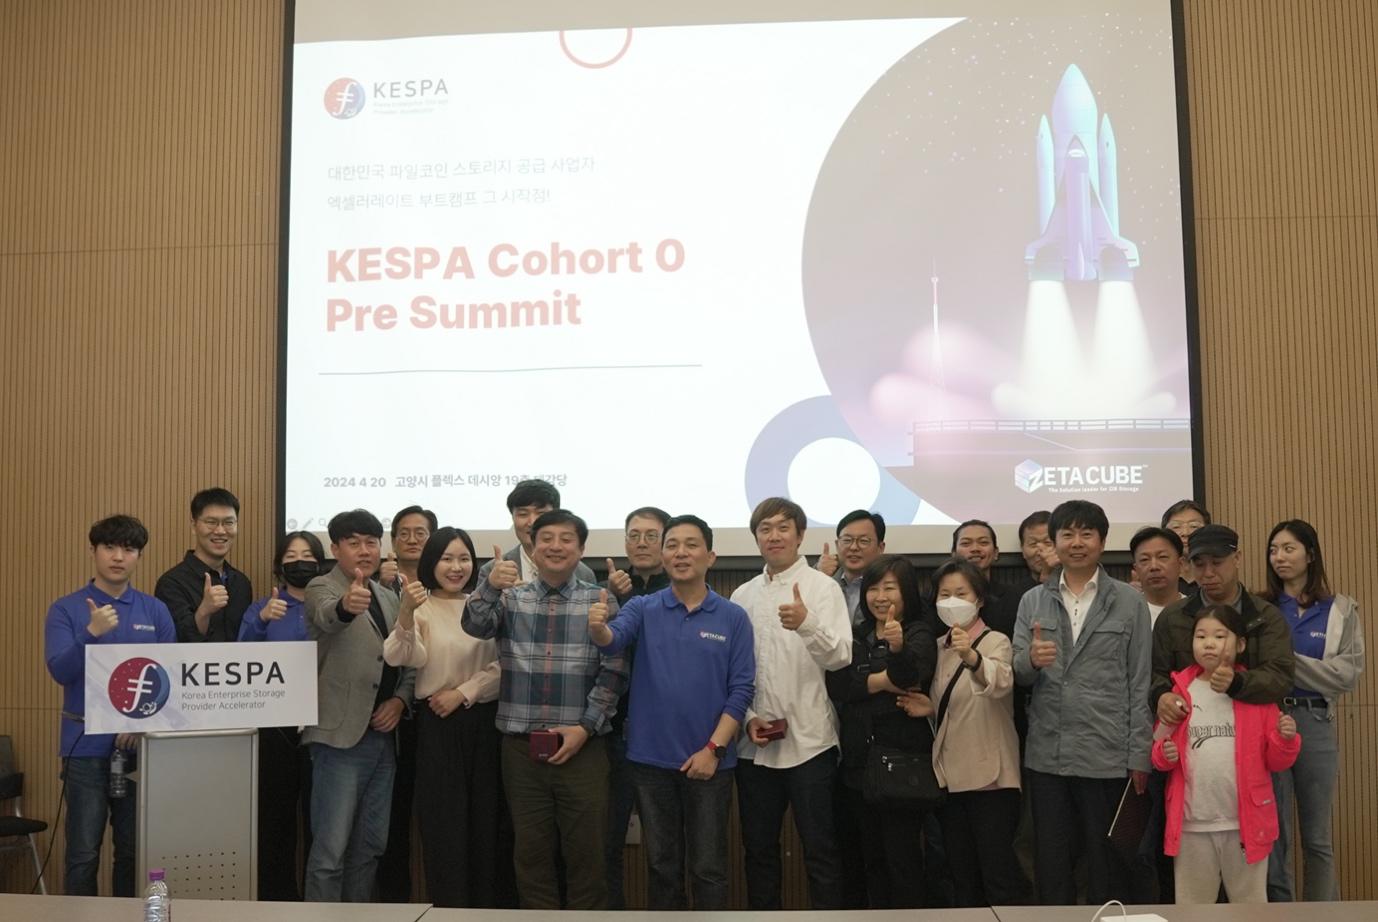 KESPA
Korea Enterprise Storage
Provider Accelerator
대한민국 파일코인 스토리지 공급 사업자
엑셀러레이트 부트캠프 그 시작점!
KESPA Cohort 0
Pre Summit
2024 4 20 고양시 플렉스 데시앙 19층
ZETACUBE™
The Solution Leader for ZIB Storage
ZETACUBE
ZETACUBE
KESPA
Korea Enterprise Storage
Provider Accelerator